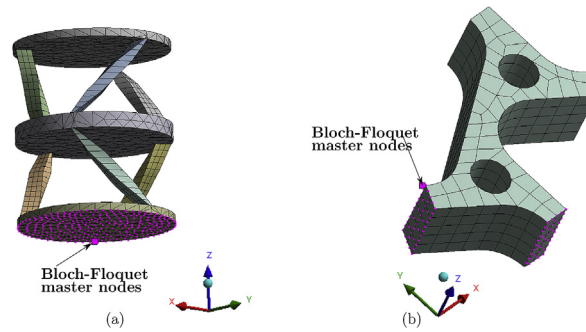 Bloch-Floquet
master nodes
Z
X
Y
(a)
Bloch-Floquet
master nodes
Y
Z
X
(b)